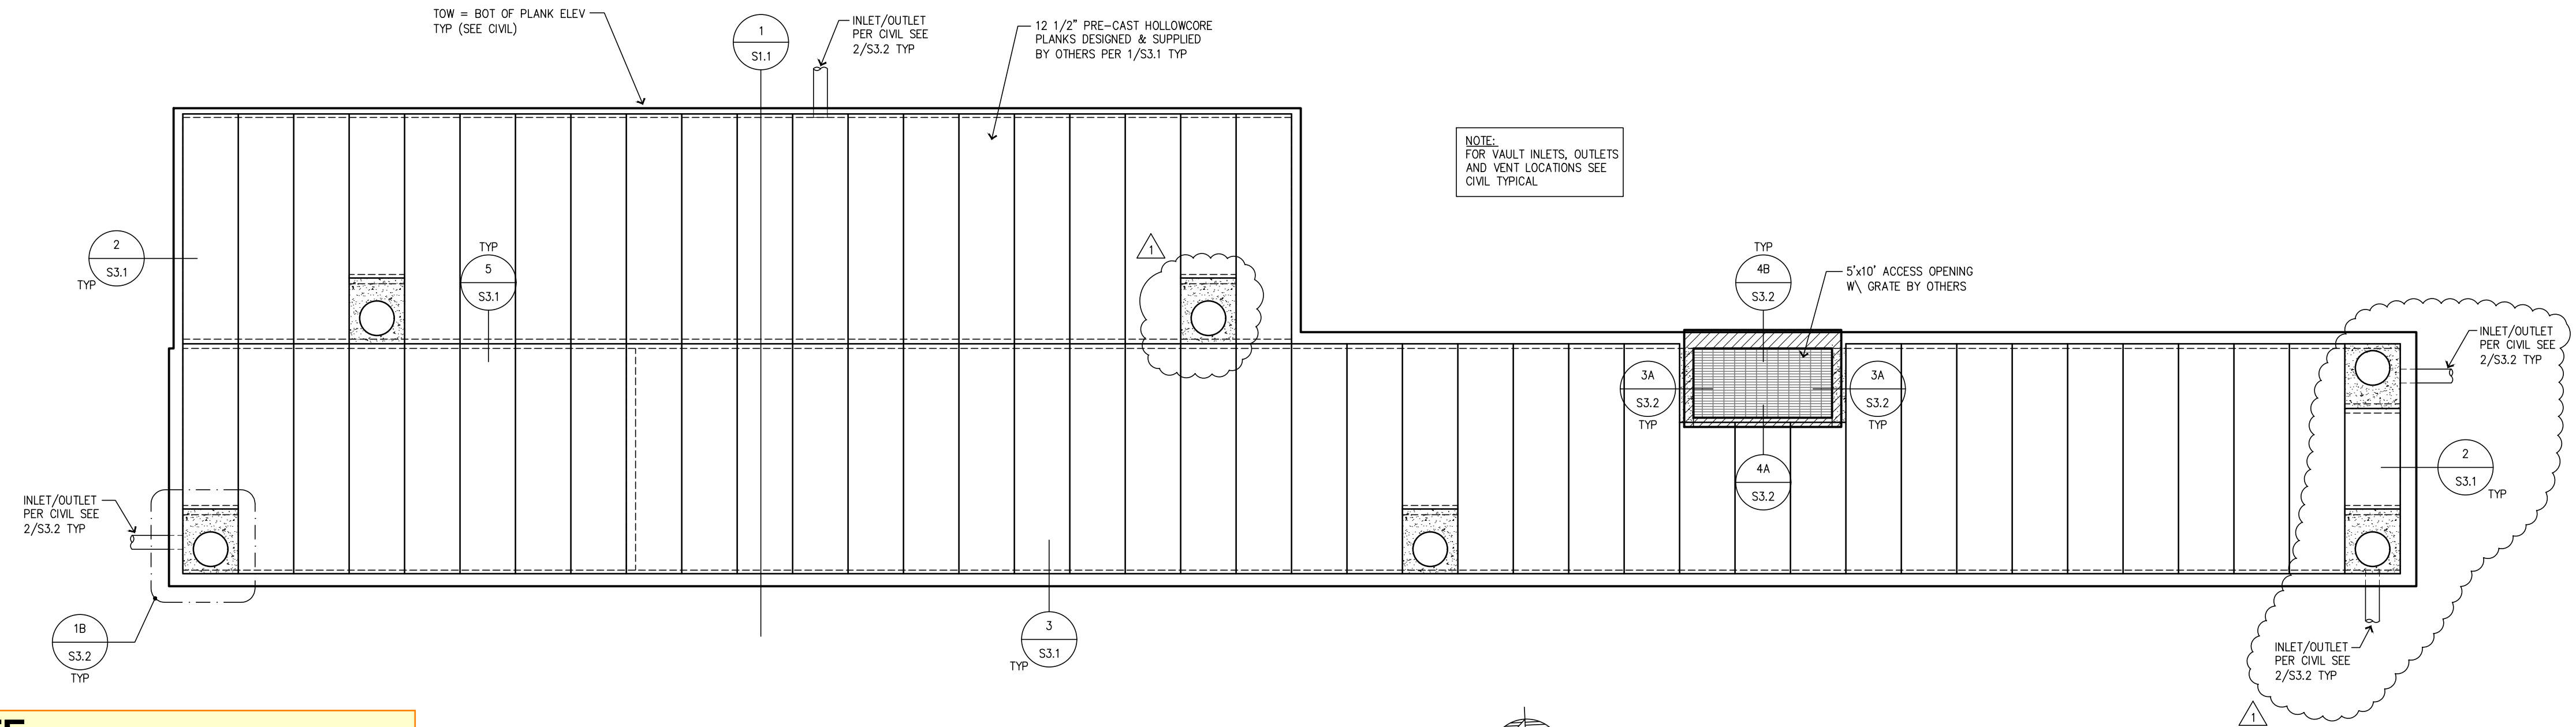 TOW = BOT OF PLANK ELEV
TYP (SEE CIVIL)
1
S1.1
INLET/OUTLET
PER CIVIL SEE
2/S3.2 TYP
12 1/2" PRE-CAST HOLLOWCORE
PLANKS DESIGNED & SUPPLIED
BY OTHERS PER 1/S3.1 TYP
NOTE:
FOR VAULT INLETS, OUTLETS
AND VENT LOCATIONS SEE
CIVIL TYPICAL
2
S3.1
TYP
TYP
5
S3.1
1
TYP
4B
S3.2
5'x10' ACCESS OPENING
W\ GRATE BY OTHERS
INLET/OUTLET
PER CIVIL SEE
2/S3.2 TYP
3A
S3.2
TYP
3A
S3.2
TYP
4A
S3.2
2
S3.1
TYP
INLET/OUTLET
PER CIVIL SEE
2/S3.2 TYP
1B
S3.2
TYP
3
S3.1
TYP
INLET/OUTLET
PER CIVIL SEE
2/S3.2 TYP
1